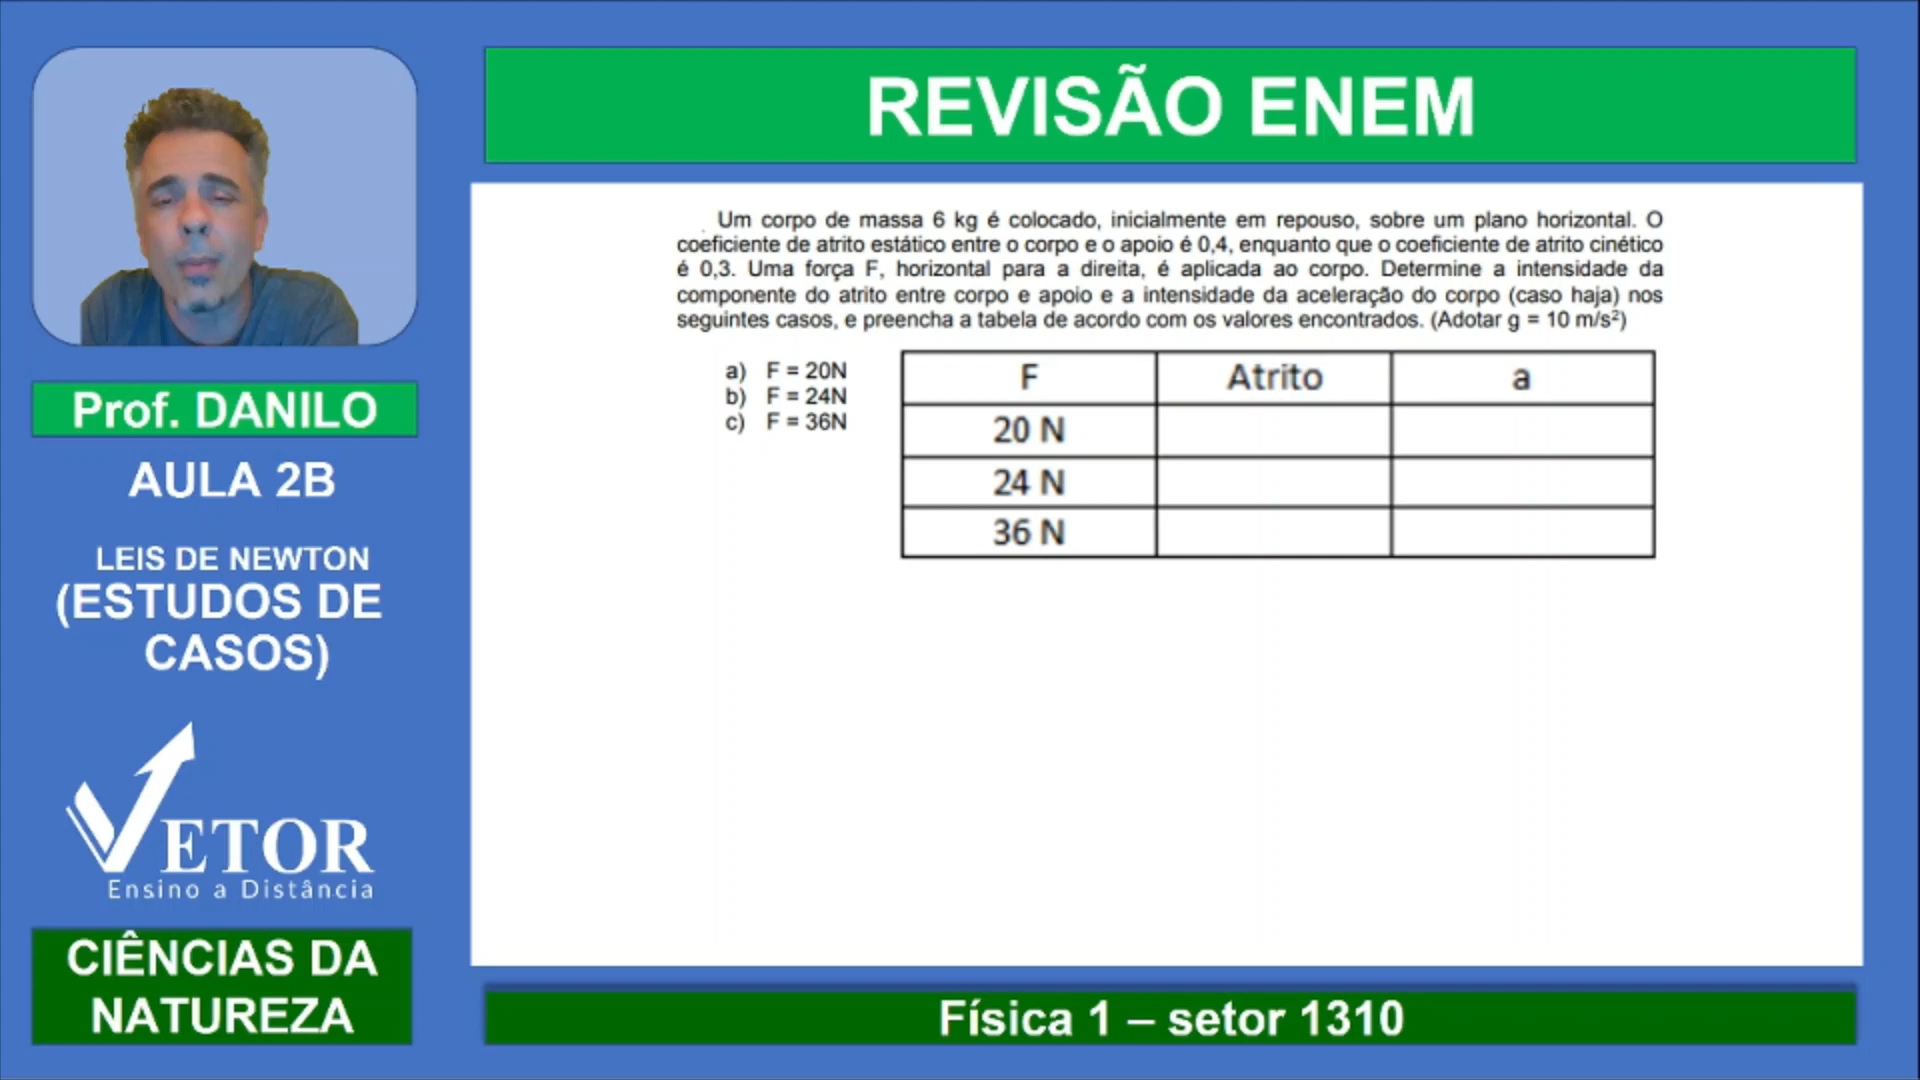 REVISÃO ENEM
Um corpo de massa 6 kg é colocado, inicialmente em repouso, sobre um plano horizontal. O
coeficiente de atrito estático entre o corpo e o apoio é 0,4, enquanto que o coeficiente de atrito cinético
é 0,3. Uma força F, horizontal para a direita, é aplicada ao corpo. Determine a intensidade da
componente do atrito entre corpo e apoio e a intensidade da aceleração do corpo (caso haja) nos
seguintes casos, e preencha a tabela de acordo com os valores encontrados. (Adotar g = 10 m/s²)
a) F = 20N
b) F = 24N
c) F = 36N
F Atrito a
20 N
24 N
36 N
Prof. DANILO
AULA 2B
LEIS DE NEWTON
(ESTUDOS DE
CASOS)
VETOR
Ensino a Distância
CIÊNCIAS DA
NATUREZA
Física 1 – setor 1310